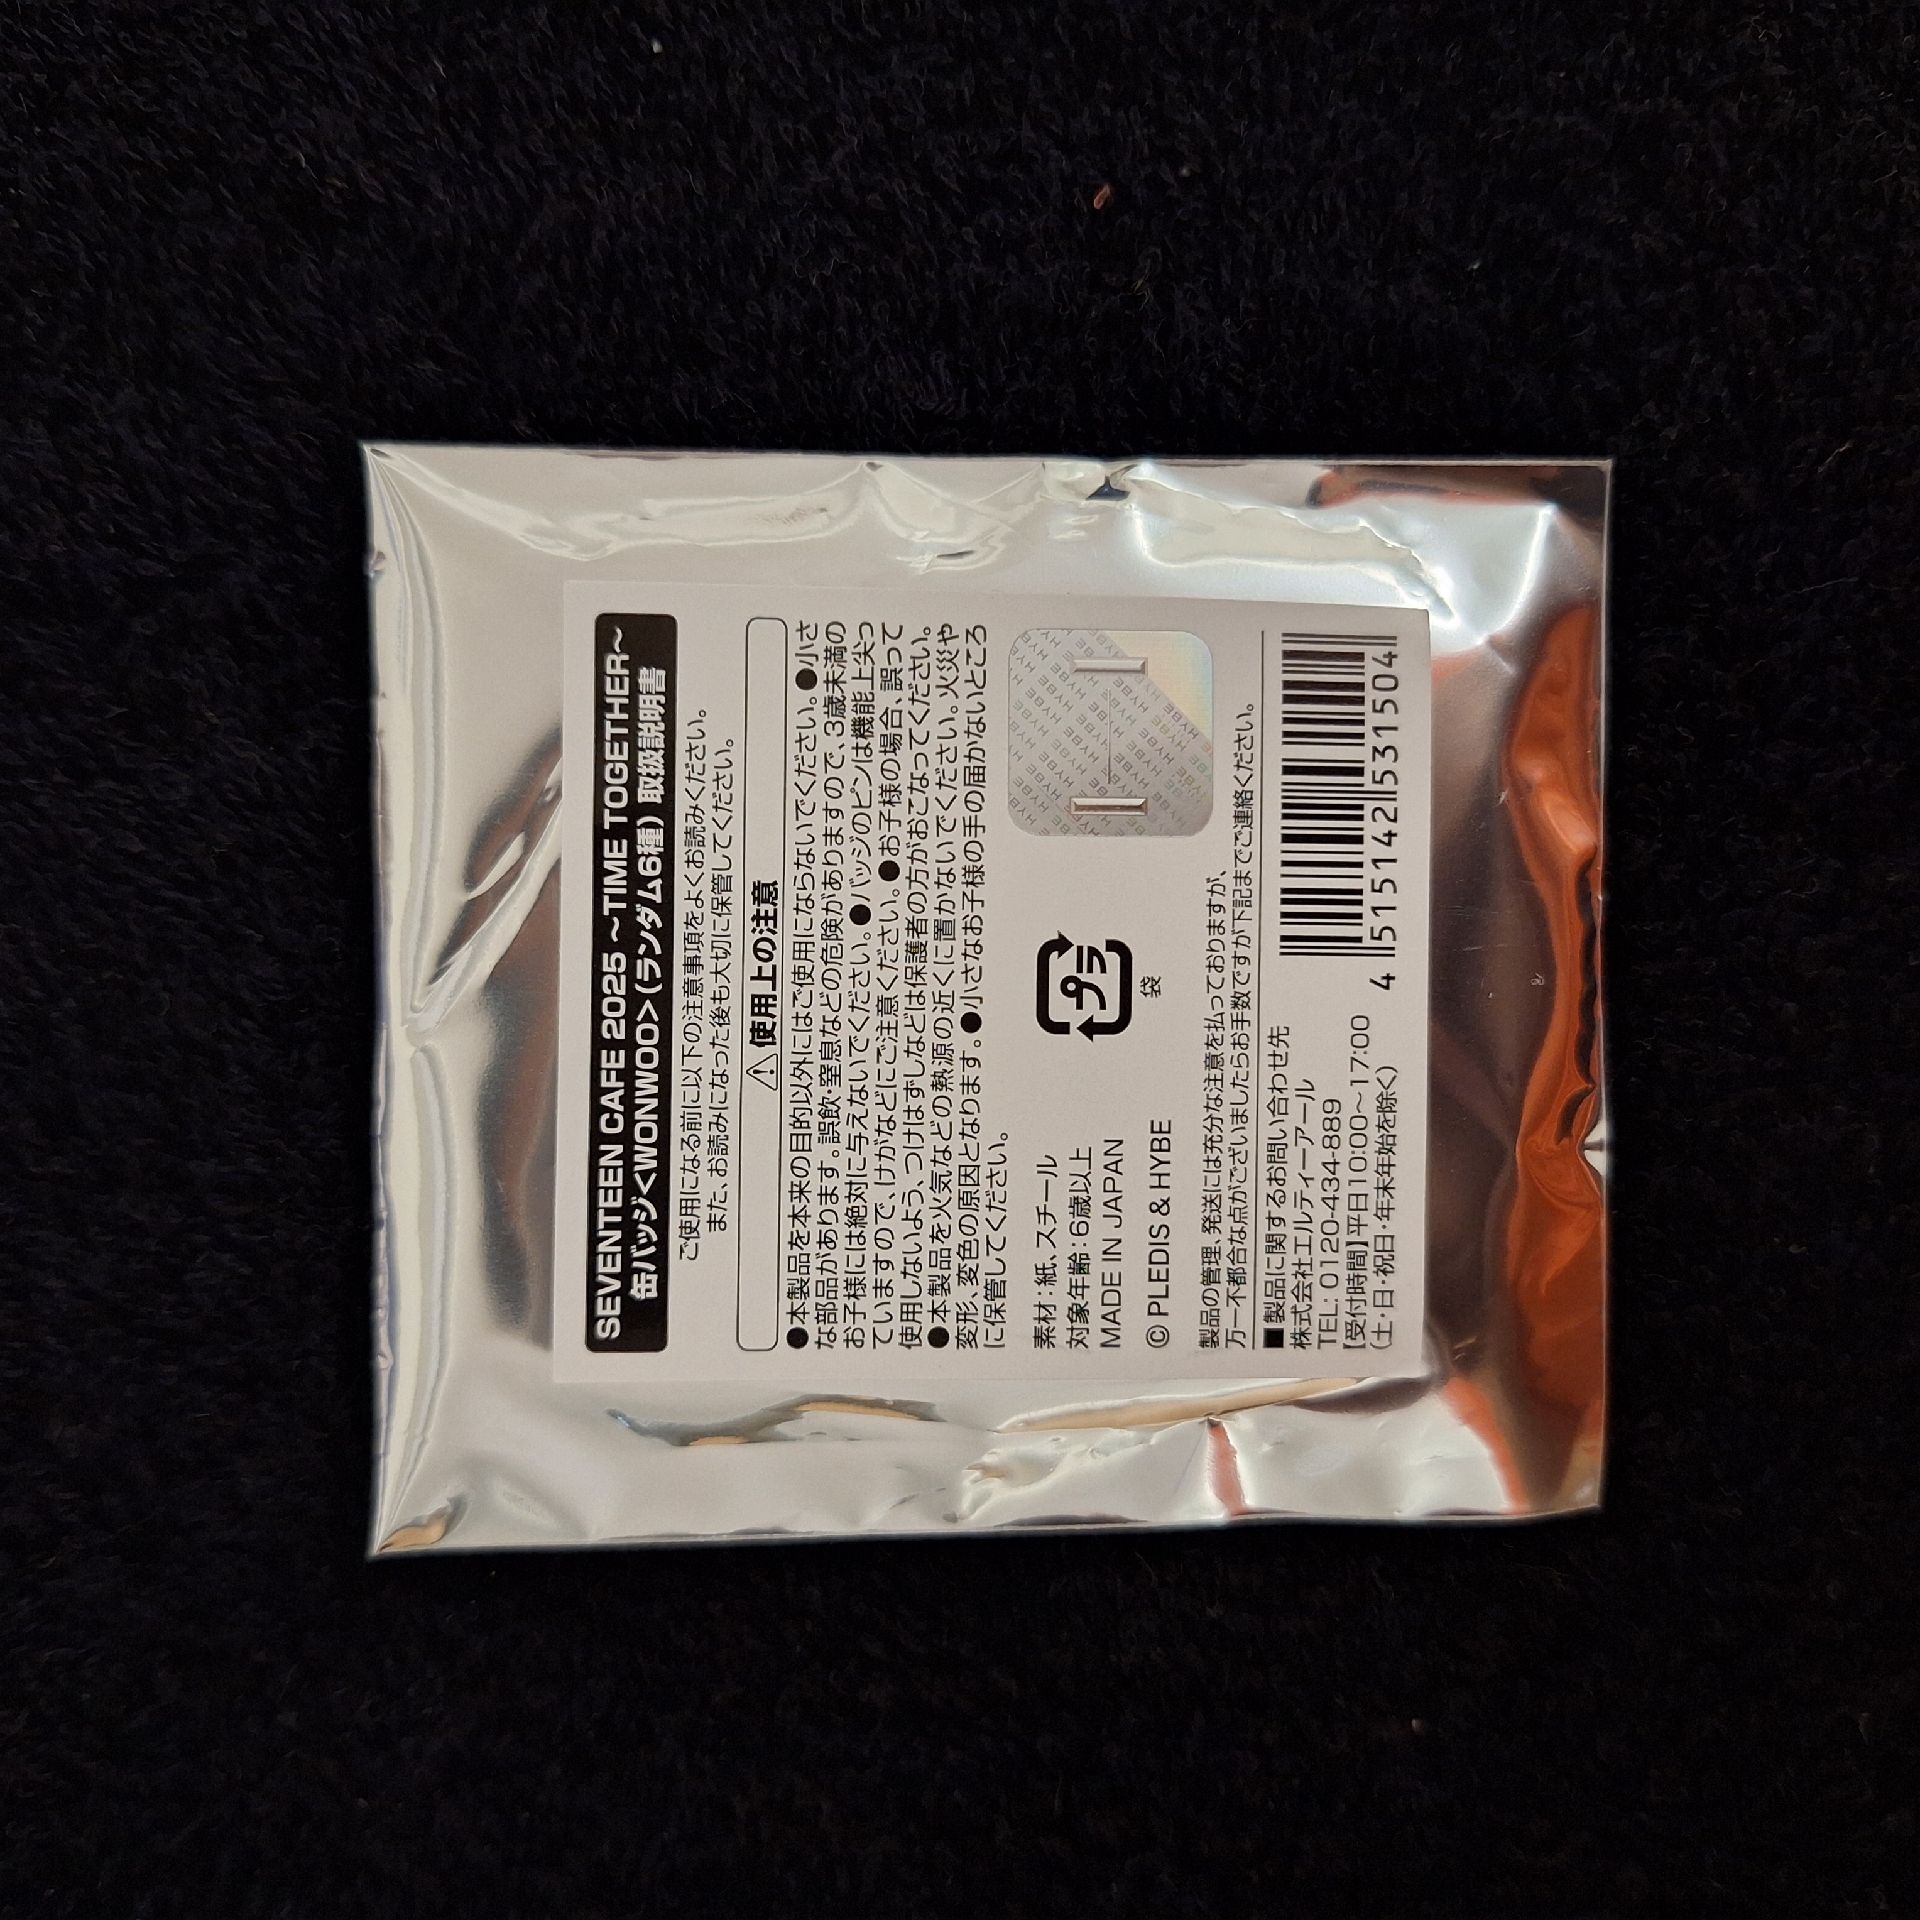 SEVENTEEN CAFE 2025 ～TIME TOGETHER～
缶バッジ<WONWOO>（ランダム6種）取扱説明書
ご使用になる前に以下の注意事項をよくお読みください。
また、お読みになった後も大切に保管してください。
⚠使用上の注意
●本製品を本来の目的以外にはご使用にならないでください。●小さ
な部品があります。誤飲・窒息などの危険がありますので、3歳未満の
お子様には絶対に与えないでください。●バッジのピンは機能上尖っ
ていますので、けがなどにご注意ください。●お子様の場合、誤って
使用しないよう、つけはずしなどは保護者の方がおこなってください。
●本製品を火気などの熱源の近くに置かないでください。火災や
変形、変色の原因となります。●小さなお子様の手の届かないところ
に保管してください。
素材：紙、スチール
対象年齢：6歳以上
MADE IN JAPAN
© PLEDIS & HYBE
プラ
袋
HYBE
製品の管理、発送には充分な注意を払っておりますが、
万一不都合な点がございましたらお手数ですが下記までご連絡ください。
■製品に関するお問い合わせ先
株式会社エルティーアール
TEL: 0120-434-889
【受付時間】平日10:00～17:00
（土・日・祝日・年末年始を除く）
4 515142 531504